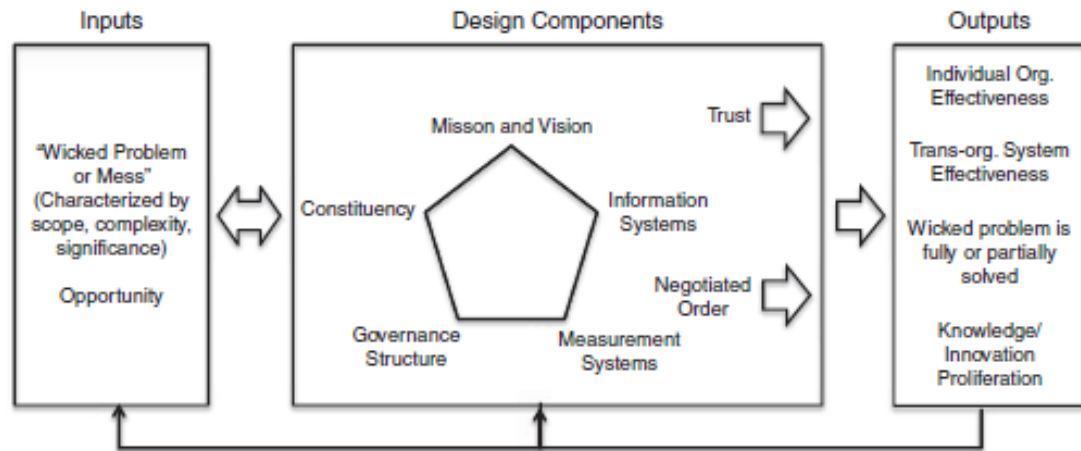 Inputs
Design Components
Outputs
"Wicked Problem
or Mess"
(Characterized by
scope, complexity,
significance)
Opportunity
Misson and Vision
Constituency
Information
Systems
Governance
Structure
Measurement
Systems
Trust
Negotiated
Order
Individual Org.
Effectiveness
Trans-org. System
Effectiveness
Wicked problem is
fully or partially
solved
Knowledge/
Innovation
Proliferation